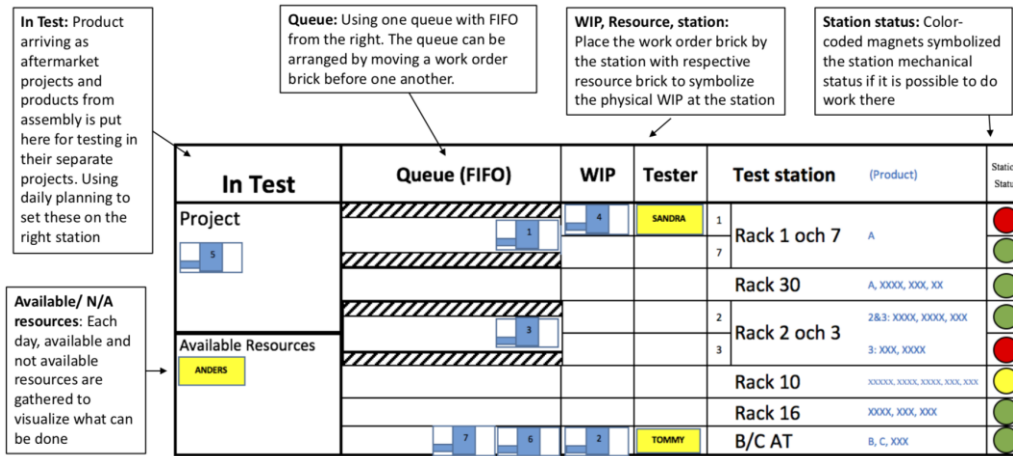 In Test: Product
arriving as
aftermarket
projects and
products from
assembly is put
here for testing in
their separate
projects. Using
daily planning to
set these on the
right station
Queue: Using one queue with FIFO
from the right. The queue can be
arranged by moving a work order
brick before one another.
WIP, Resource, station:
Place the work order brick by
the station with respective
resource brick to symbolize
the physical WIP at the station
Station status: Color-
coded magnets symbolized
the station mechanical
status if it is possible to do
work there
Available/ N/A
resources: Each
day, available and
not available
resources are
gathered to
visualize what can
be done
In Test Queue (FIFO) WIP Tester Test station (Product)
Project
5
Available Resources
ANDERS
1 4 SANDRA 1 7 Rack 1 och 7 A
Rack 30 A, XXXX, XXX, XX
3 2 3 Rack 2 och 3 2&3: XXXX, XXXX, XXX
3: XXX, XXXX
Rack 10 XXXXX, XXXX, XXXX, XXX, XXX
Rack 16 XXXX, XXX, XXX
7 6 2 TOMMY B/C AT B, C, XXX